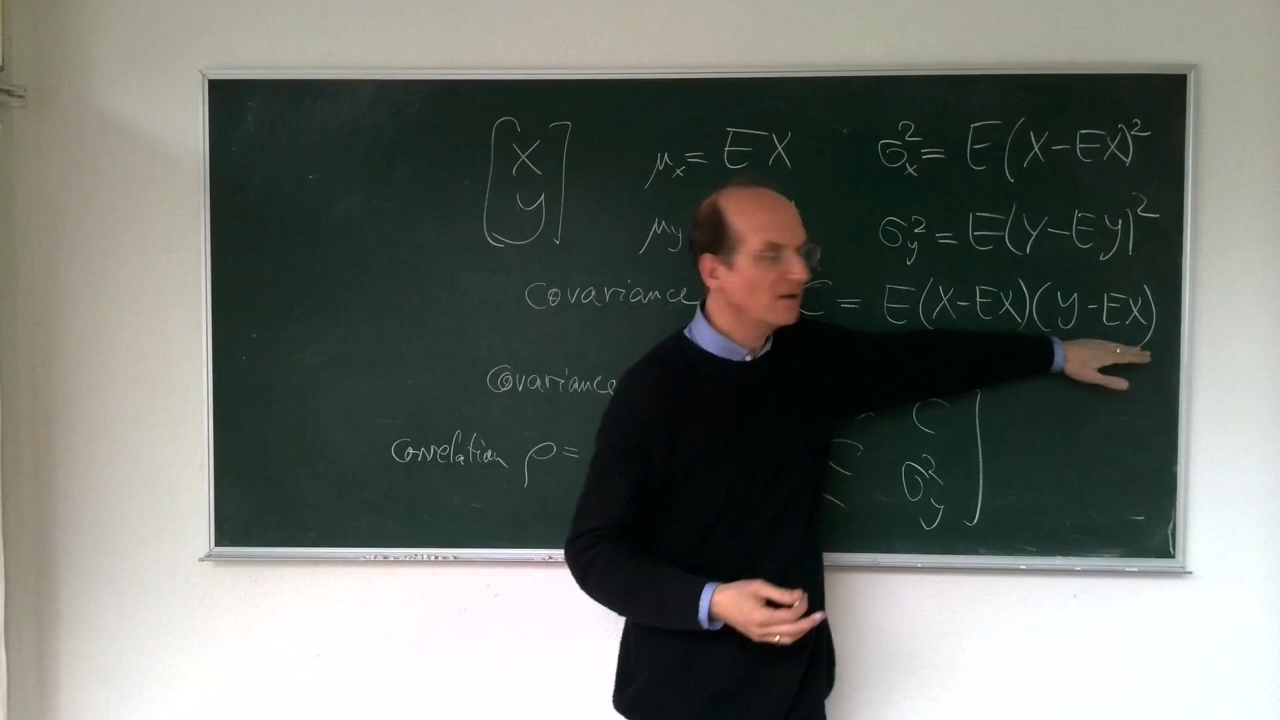 [X
y]
μx = EX
σx² = E(X-EX)²
μy
σy² = E(Y-Ey)²
Covariance C = E(X-EX)(y-EX)
Covariance
C
correlation ρ =
C
σy²